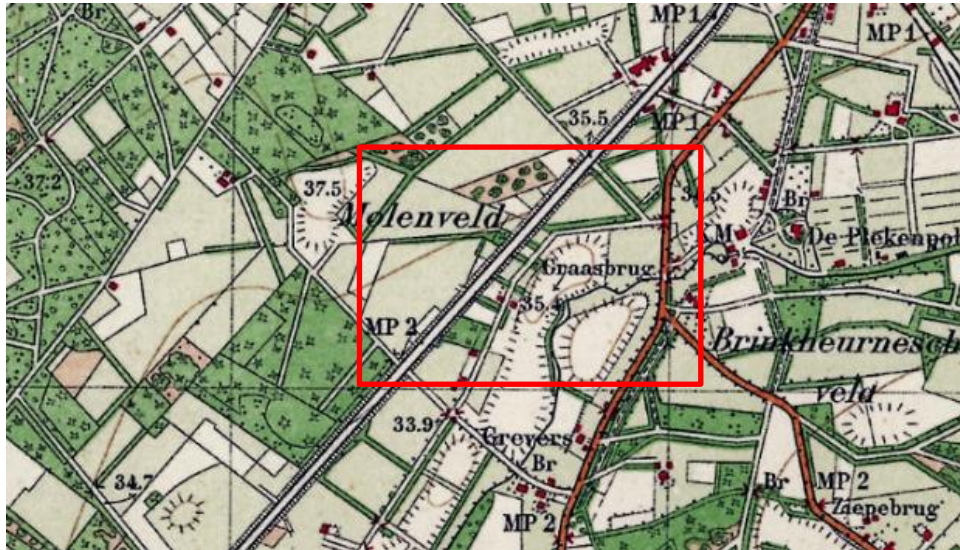 Br
MP 1
MP 1
35.5
MP 1
37.2
37.5
Molenveld
Br
M
De Plekenpol
Graasbrug
35.4
MP 2
Brinkheurnesch
veld
33.9
Grevers
Br
34.7
MP 2
Br
MP 2
Ziepebrug